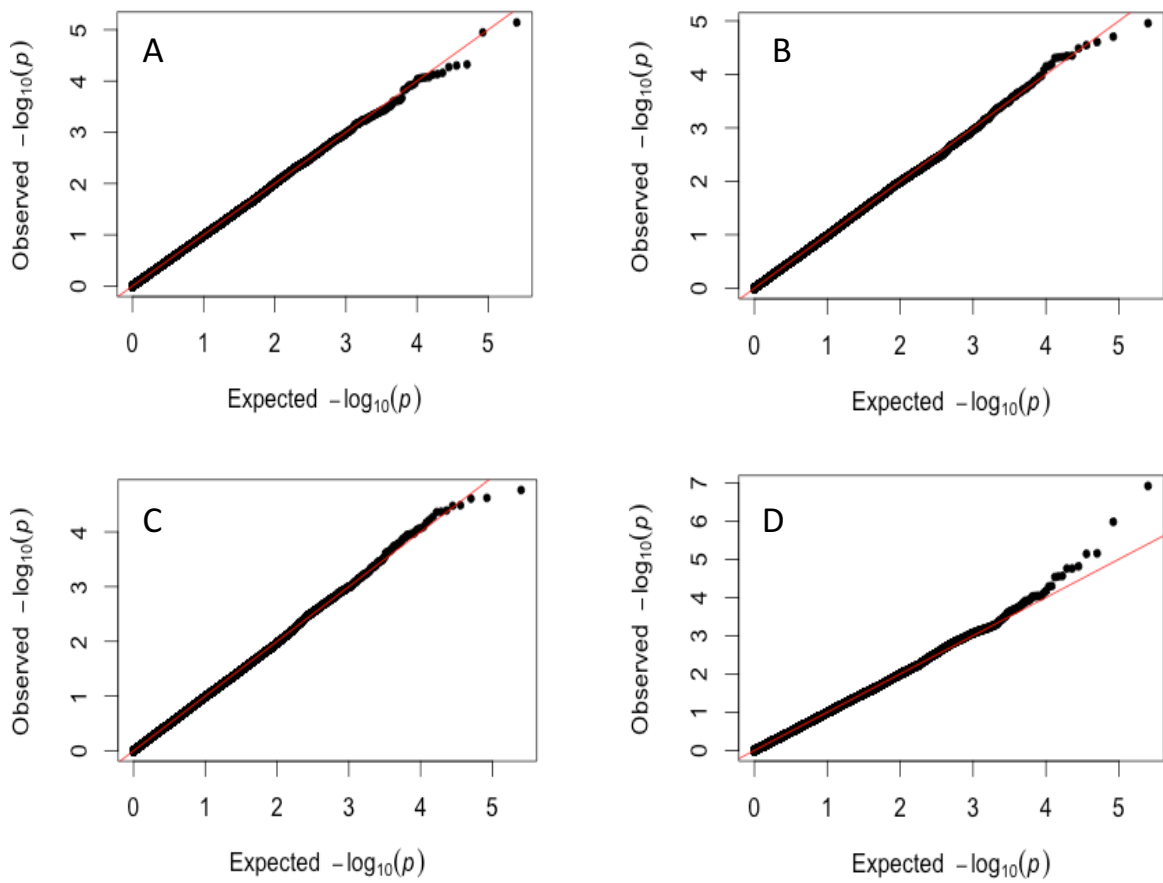 A
Observed −log₁₀(p)
0 1 2 3 4 5
0 1 2 3 4 5
Expected −log₁₀(p)
B
Observed −log₁₀(p)
0 1 2 3 4 5
0 1 2 3 4 5
Expected −log₁₀(p)
C
Observed −log₁₀(p)
0 1 2 3 4
0 1 2 3 4 5
Expected −log₁₀(p)
D
Observed −log₁₀(p)
0 1 2 3 4 5 6 7
0 1 2 3 4 5
Expected −log₁₀(p)